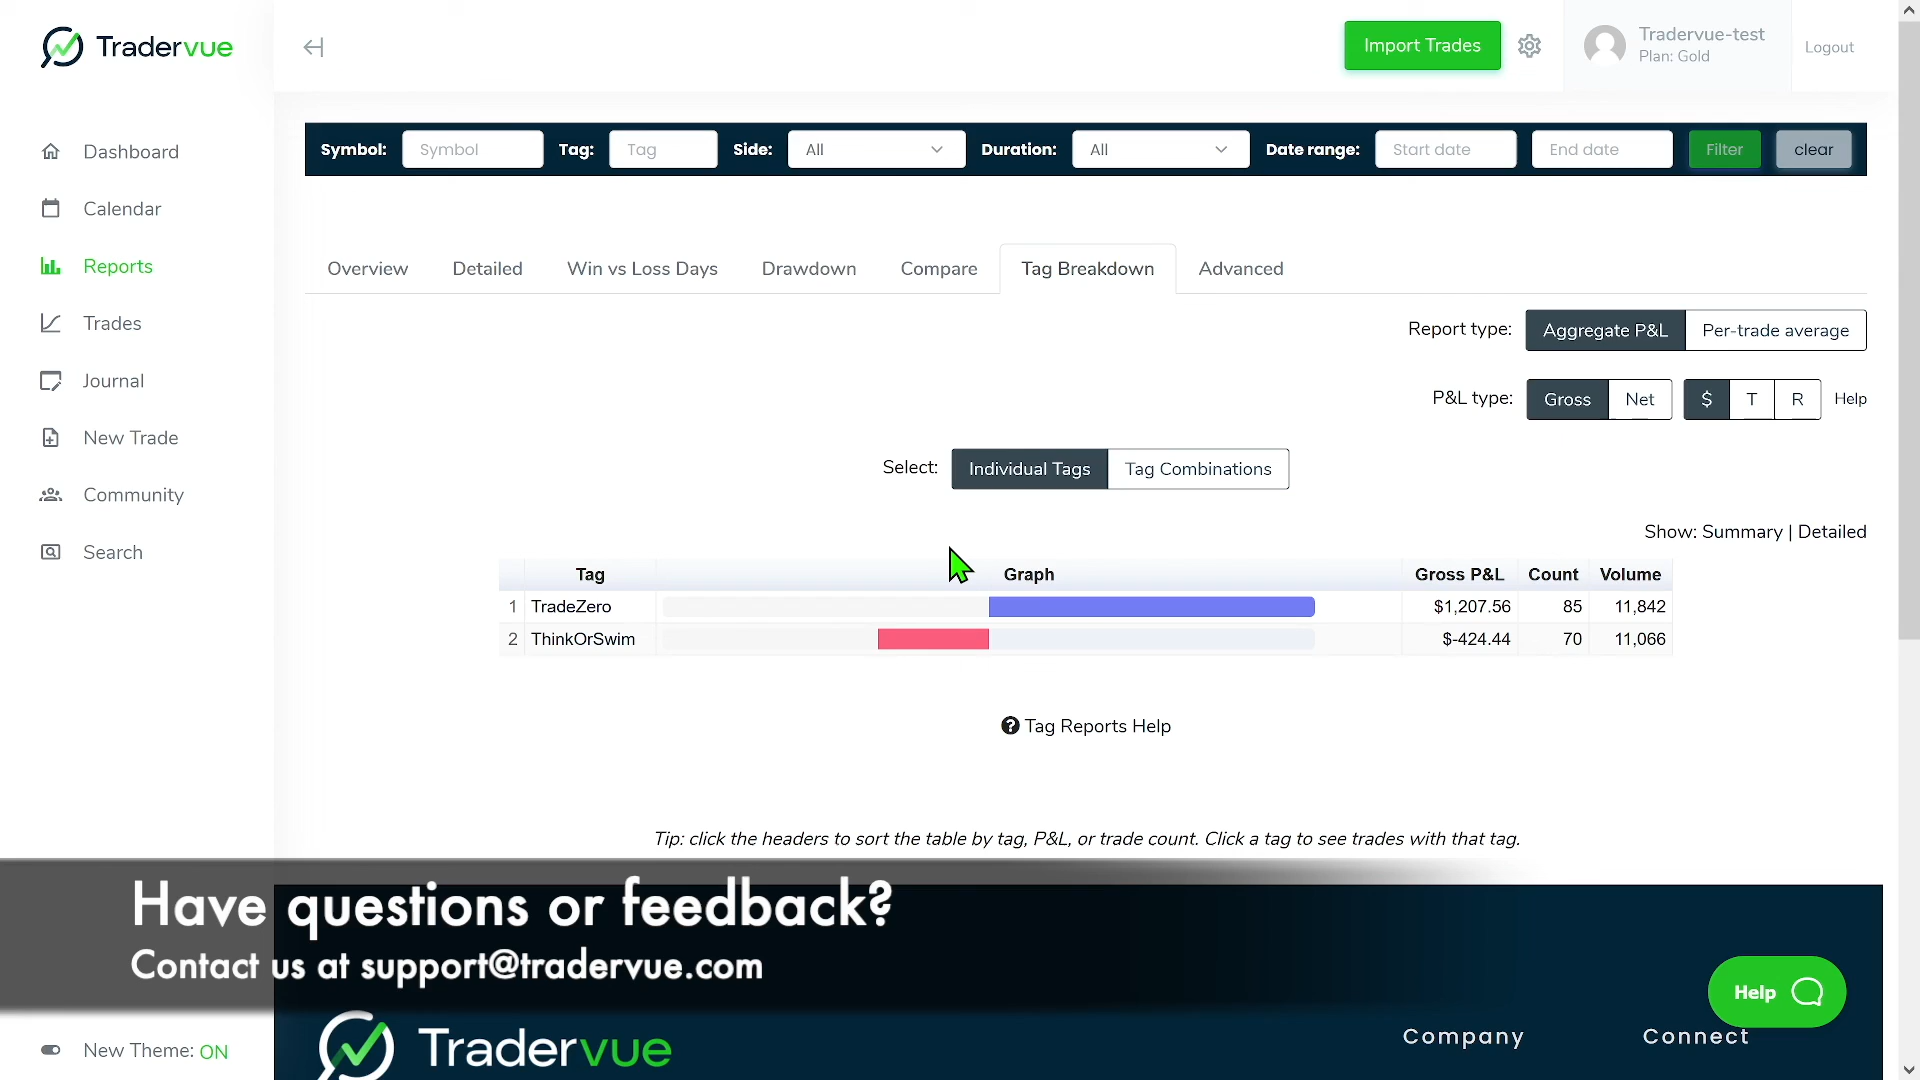 Tradervue
Import Trades
Tradervue-test
Plan: Gold
Logout
Dashboard
Calendar
Reports
Trades
Journal
New Trade
Community
Search
Symbol: Symbol Tag: Tag Side: All Duration: All Date range: Start date End date Filter clear
Overview Detailed Win vs Loss Days Drawdown Compare Tag Breakdown Advanced
Report type: Aggregate P&L Per-trade average
P&L type: Gross Net $ T R Help
Select: Individual Tags Tag Combinations
Show: Summary | Detailed
Tag Graph Gross P&L Count Volume
1 TradeZero $1,207.56 85 11,842
2 ThinkOrSwim $-424.44 70 11,066
Tag Reports Help
Tip: click the headers to sort the table by tag, P&L, or trade count. Click a tag to see trades with that tag.
Have questions or feedback?
Contact us at support@tradervue.com
Help
New Theme: ON
Tradervue
Company
Connect